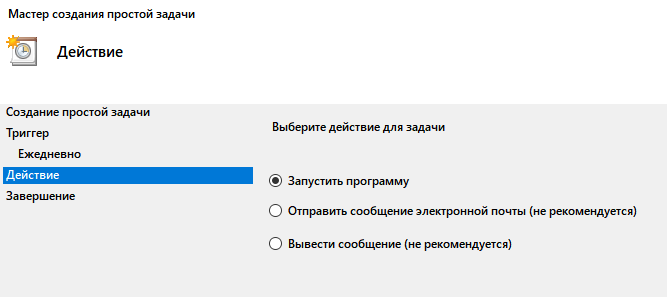 Мастер создания простой задачи
Действие
Создание простой задачи
Триггер
Ежедневно
Действие
Завершение
Выберите действие для задачи
Запустить программу
Отправить сообщение электронной почты (не рекомендуется)
Вывести сообщение (не рекомендуется)